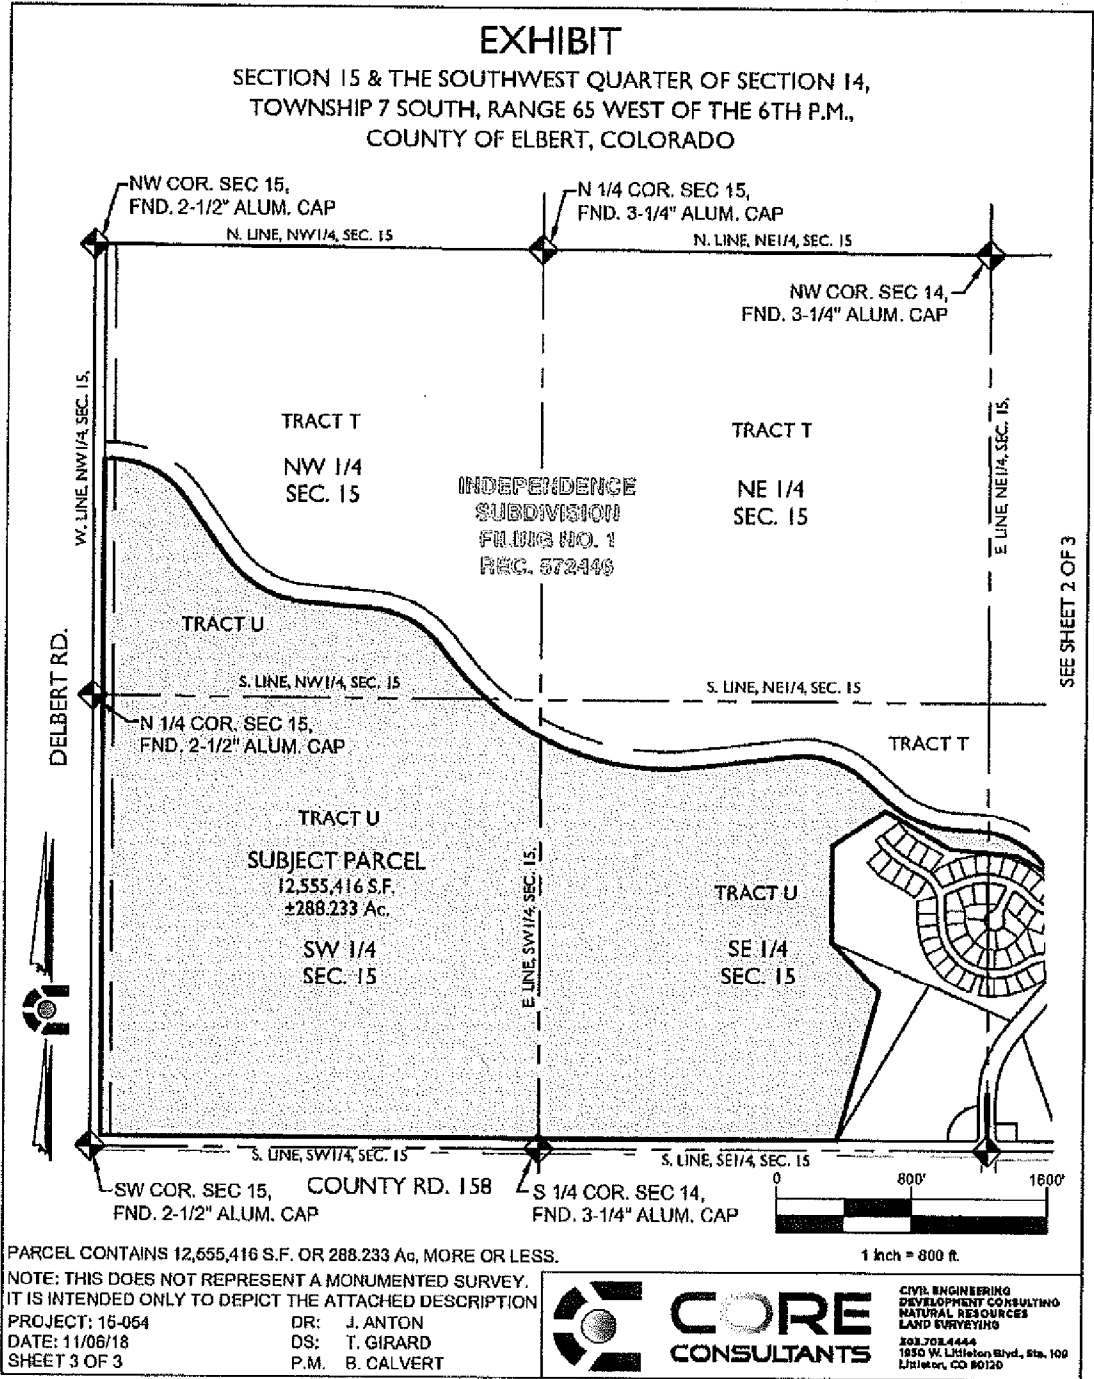 EXHIBIT
SECTION 15 & THE SOUTHWEST QUARTER OF SECTION 14,
TOWNSHIP 7 SOUTH, RANGE 65 WEST OF THE 6TH P.M.,
COUNTY OF ELBERT, COLORADO
NW COR. SEC 15,
FND. 2-1/2" ALUM. CAP
N 1/4 COR. SEC 15,
FND. 3-1/4" ALUM. CAP
N. LINE, NW1/4, SEC. 15
N. LINE, NE1/4, SEC. 15
NW COR. SEC 14,
FND. 3-1/4" ALUM. CAP
W. LINE, NW1/4, SEC. 15,
TRACT T
NW 1/4
SEC. 15
TRACT T
NE 1/4
SEC. 15
E LINE, NE1/4, SEC. 15,
INDEPENDENCE
SUBDIVISION
FILING NO. 1
REC. 572446
SEE SHEET 2 OF 3
TRACT U
DELBERT RD.
S. LINE, NW1/4, SEC. 15
S. LINE, NE1/4, SEC. 15
N 1/4 COR. SEC 15,
FND. 2-1/2" ALUM. CAP
TRACT T
TRACT U
SUBJECT PARCEL
12,555,416 S.F.
±288.233 Ac.
SW 1/4
SEC. 15
E LINE, SW1/4, SEC. 15,
TRACT U
SE 1/4
SEC. 15
S. LINE, SW1/4, SEC. 15
S. LINE, SE1/4, SEC. 15
SW COR. SEC 15,
FND. 2-1/2" ALUM. CAP
COUNTY RD. 158
S 1/4 COR. SEC 14,
FND. 3-1/4" ALUM. CAP
0 800' 1600'
1 inch = 800 ft.
PARCEL CONTAINS 12,555,416 S.F. OR 288.233 Ac, MORE OR LESS.
NOTE: THIS DOES NOT REPRESENT A MONUMENTED SURVEY.
IT IS INTENDED ONLY TO DEPICT THE ATTACHED DESCRIPTION
PROJECT: 15-054 DR: J. ANTON
DATE: 11/06/18 DS: T. GIRARD
SHEET 3 OF 3 P.M. B. CALVERT
CORE
CONSULTANTS
CIVIL ENGINEERING
DEVELOPMENT CONSULTING
NATURAL RESOURCES
LAND SURVEYING
303.703.4444
1950 W. Littleton Blvd., Ste. 109
Littleton, CO 80120